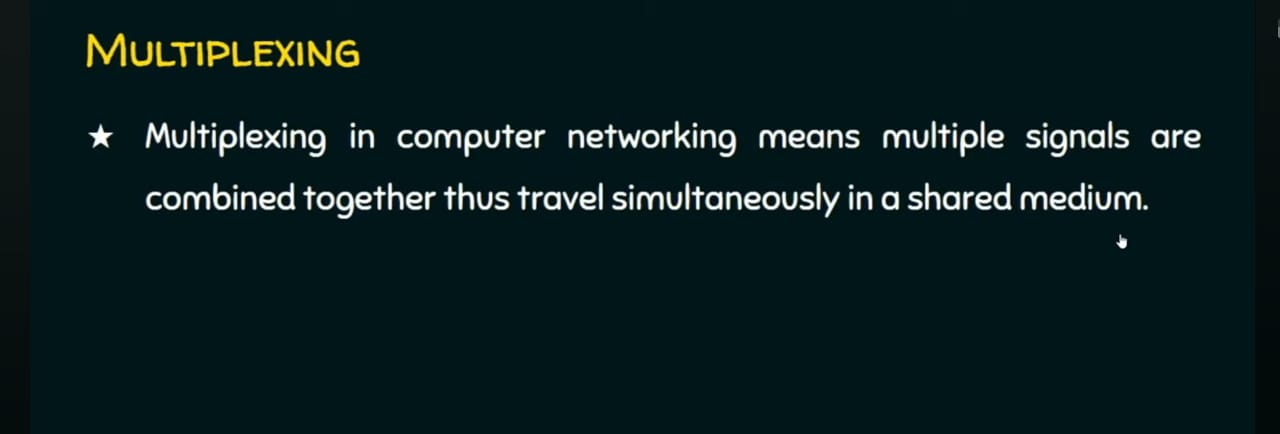 MULTIPLEXING
★ Multiplexing in computer networking means multiple signals are
combined together thus travel simultaneously in a shared medium.